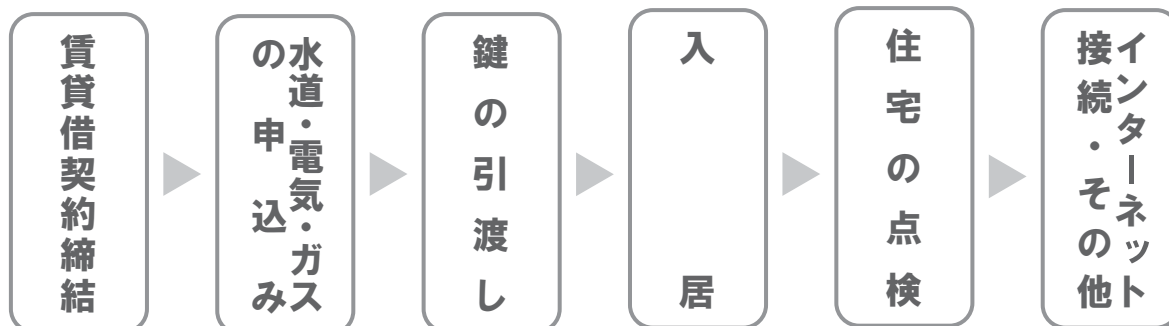 賃貸借契約締結
水道・電気・ガス
の申込み
鍵の引渡し
入居
住宅の点検
インターネット
接続・その他